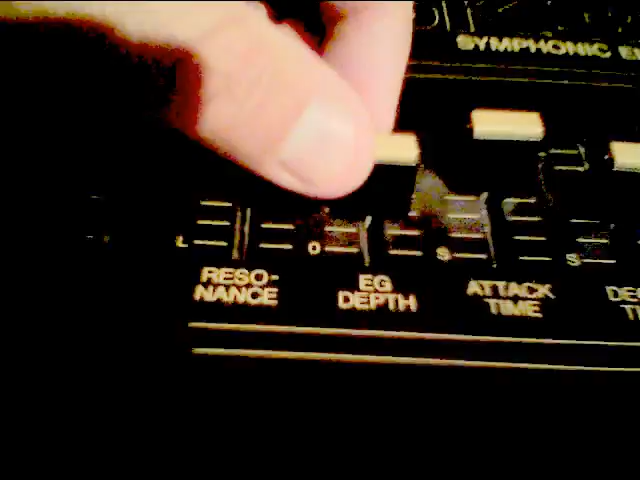 SYMPHONIC
L
O
S
S
RESO-
NANCE
EG
DEPTH
ATTACK
TIME